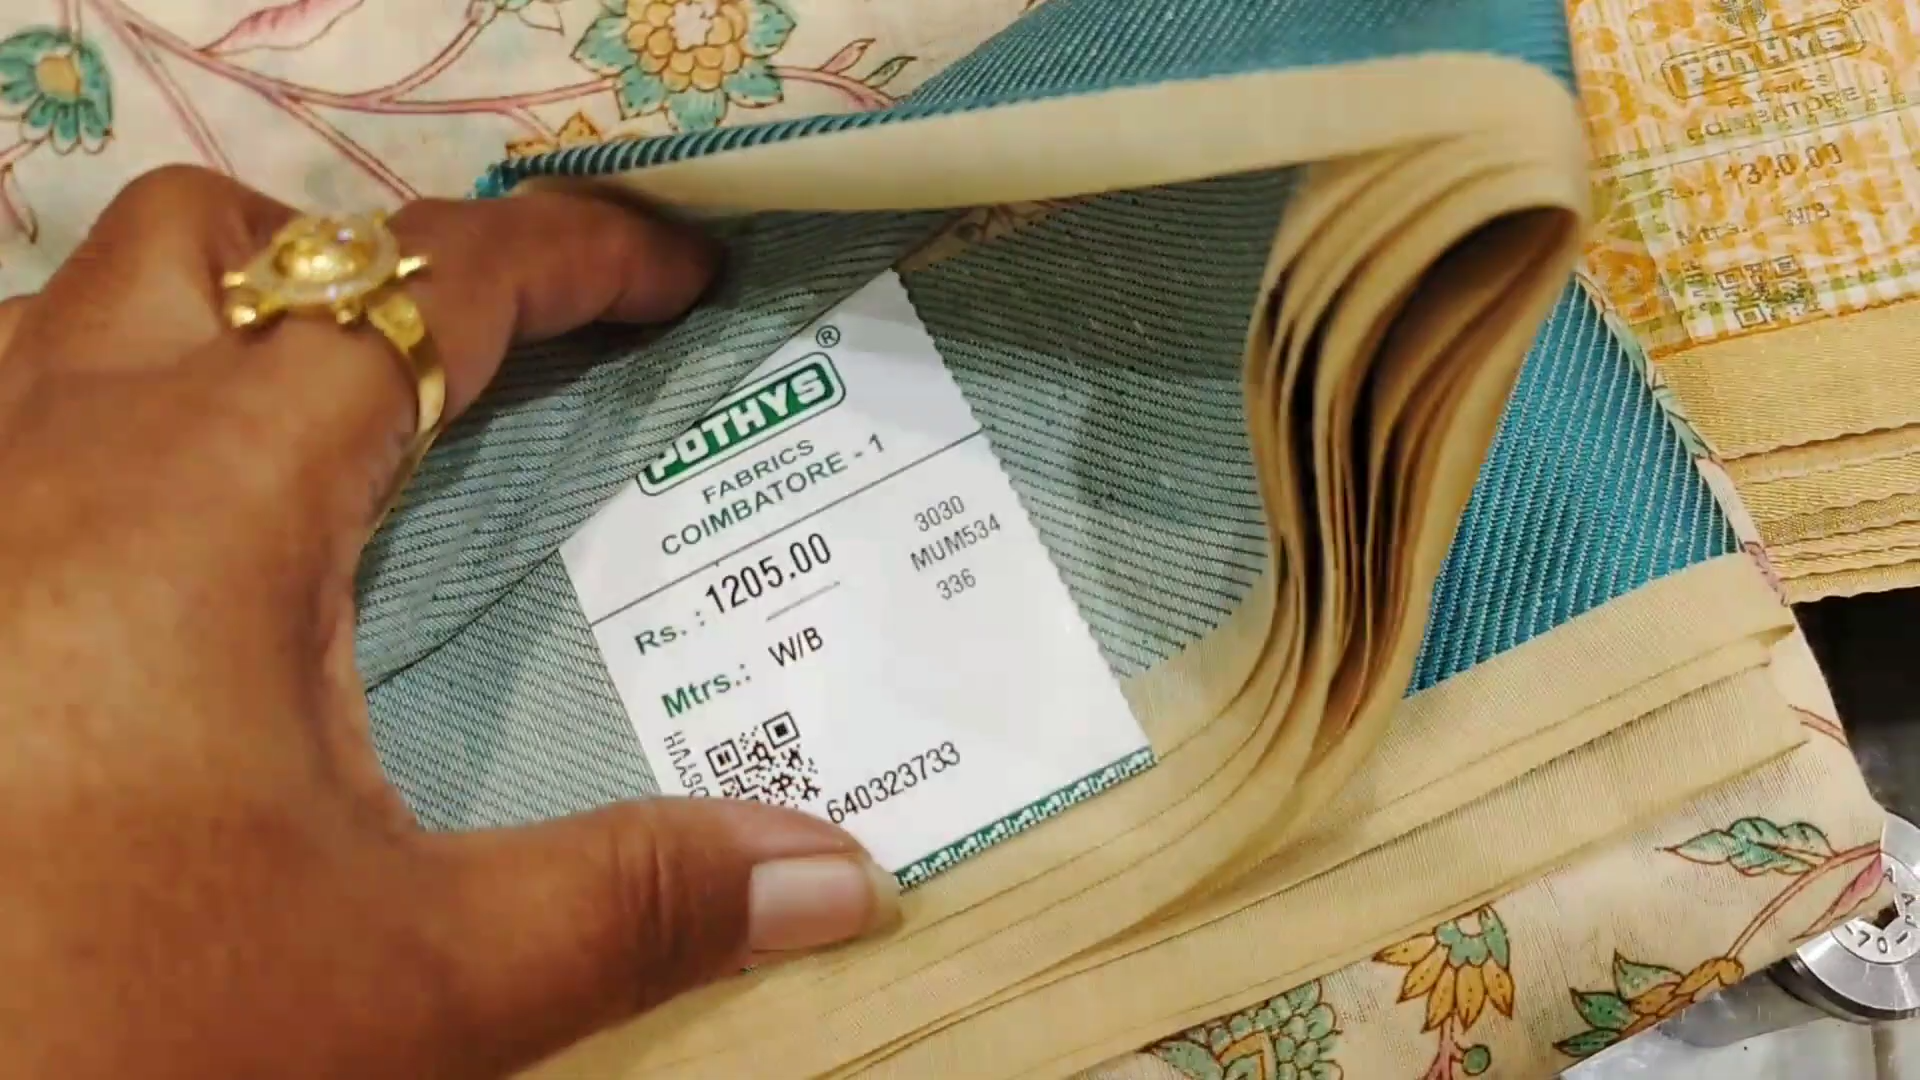 POTHYS®
FABRICS
COIMBATORE - 1
Rs. : 1205.00
3030
MUM534
336
Mtrs.: W/B
640323733
POTHYS
FABRICS
COIMBATORE -
Mtrs. W/B